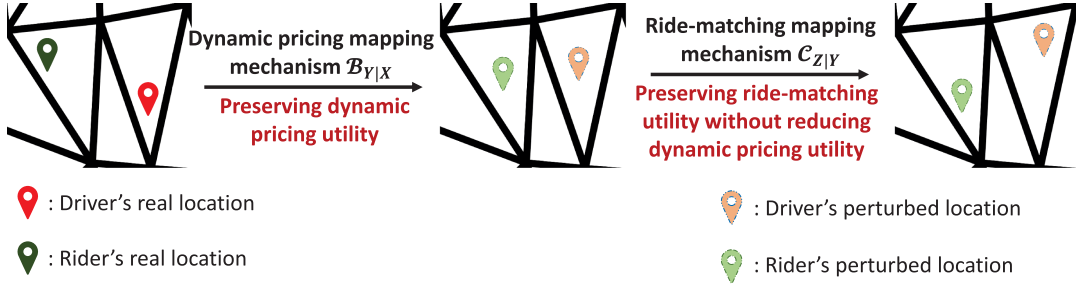 Dynamic pricing mapping
mechanism 𝓑Y|X
Preserving dynamic
pricing utility
Ride-matching mapping
mechanism 𝓒Z|Y
Preserving ride-matching
utility without reducing
dynamic pricing utility
: Driver's real location
: Rider's real location
: Driver's perturbed location
: Rider's perturbed location